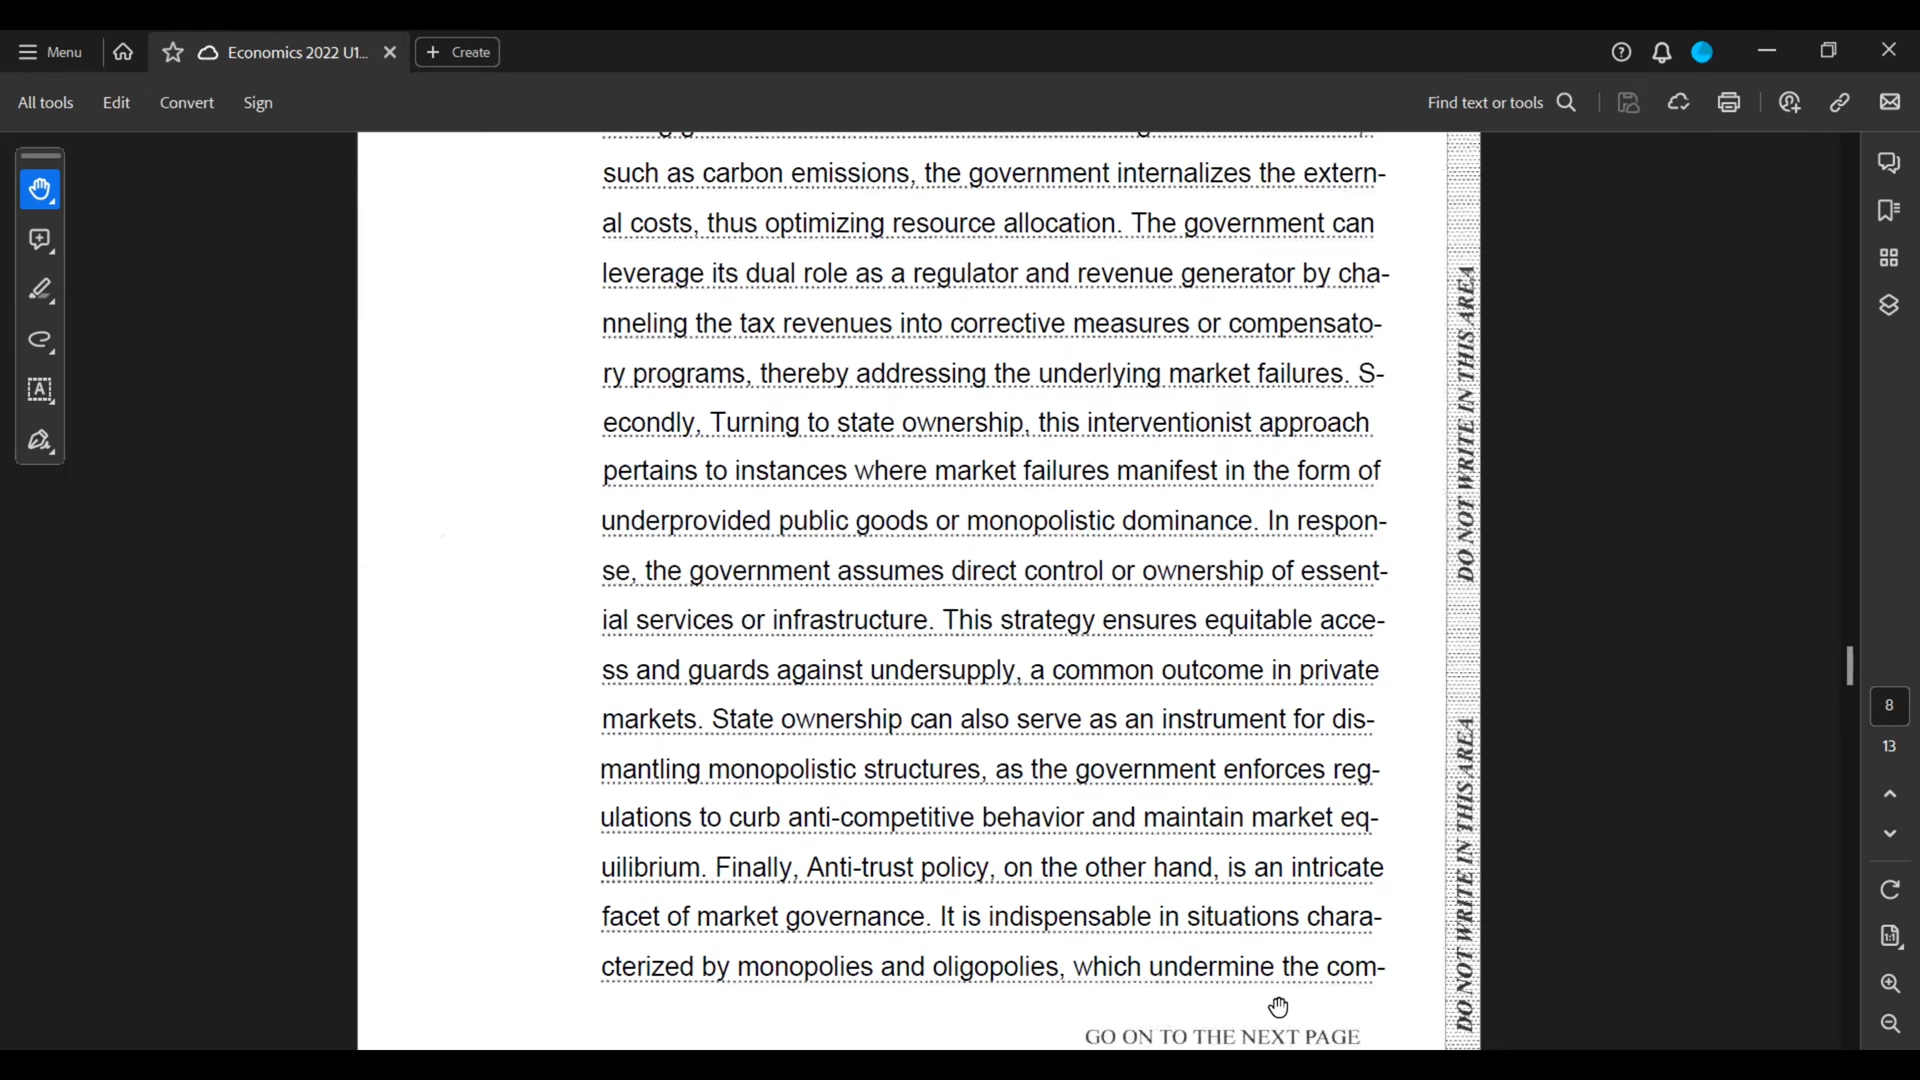 Menu
Economics 2022 U1...
Create
All tools
Edit
Convert
Sign
Find text or tools
such as carbon emissions, the government internalizes the extern-
al costs, thus optimizing resource allocation. The government can
leverage its dual role as a regulator and revenue generator by cha-
nneling the tax revenues into corrective measures or compensato-
ry programs, thereby addressing the underlying market failures. S-
econdly, Turning to state ownership, this interventionist approach
pertains to instances where market failures manifest in the form of
underprovided public goods or monopolistic dominance. In respon-
se, the government assumes direct control or ownership of essent-
ial services or infrastructure. This strategy ensures equitable acce-
ss and guards against undersupply, a common outcome in private
markets. State ownership can also serve as an instrument for dis-
mantling monopolistic structures, as the government enforces reg-
ulations to curb anti-competitive behavior and maintain market eq-
uilibrium. Finally, Anti-trust policy, on the other hand, is an intricate
facet of market governance. It is indispensable in situations chara-
cterized by monopolies and oligopolies, which undermine the com-
GO ON TO THE NEXT PAGE
DO NOT WRITE IN THIS AREA
DO NOT WRITE IN THIS AREA
8
13